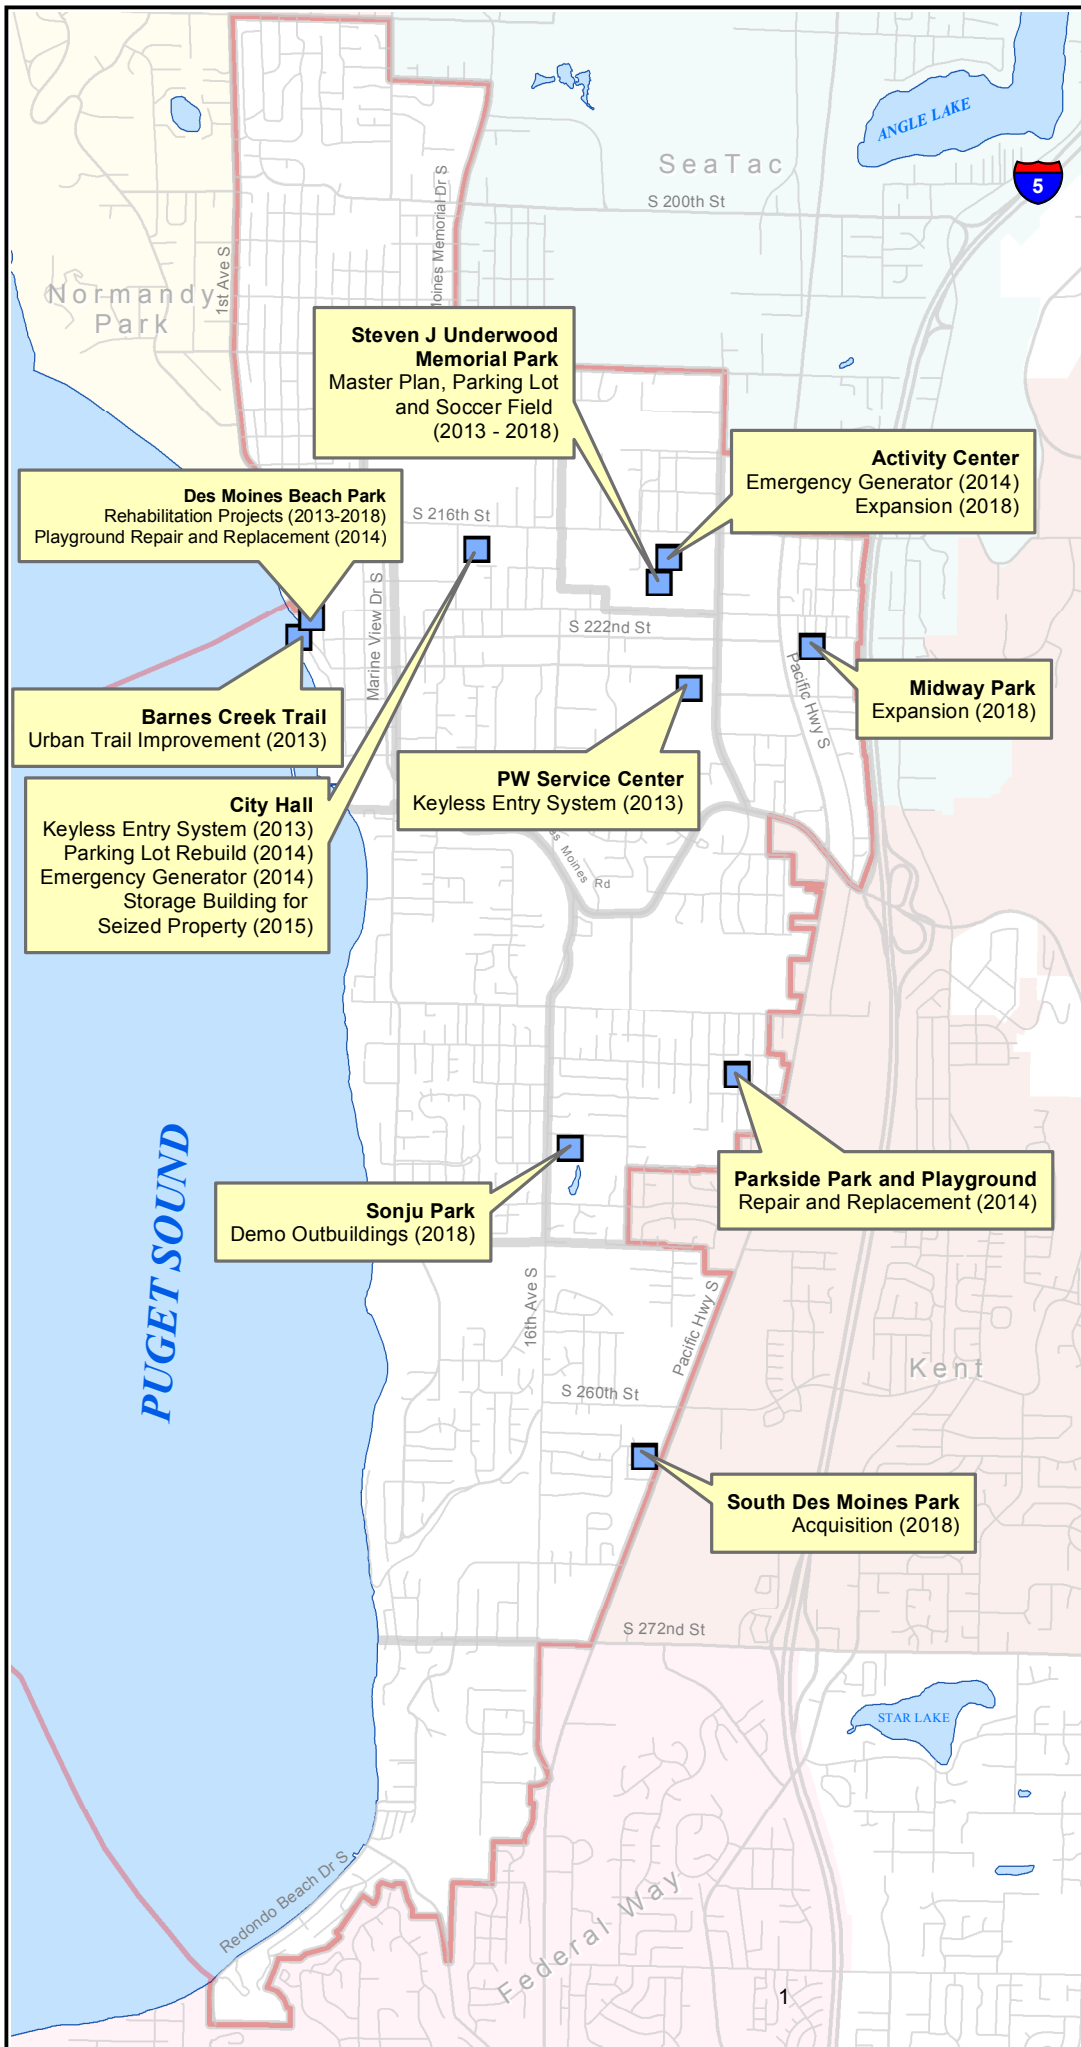 ANGLE LAKE
SeaTac
5
S 200th St
Moines Memorial Dr S
1st Ave S
Normandy
Park
Steven J Underwood
Memorial Park
Master Plan, Parking Lot
and Soccer Field
(2013 - 2018)
Activity Center
Emergency Generator (2014)
Expansion (2018)
Des Moines Beach Park
Rehabilitation Projects (2013-2018)
Playground Repair and Replacement (2014)
S 216th St
Marine View Dr S
S 222nd St
Pacific Hwy S
Midway Park
Expansion (2018)
Barnes Creek Trail
Urban Trail Improvement (2013)
PW Service Center
Keyless Entry System (2013)
City Hall
Keyless Entry System (2013)
Parking Lot Rebuild (2014)
Emergency Generator (2014)
Storage Building for
Seized Property (2015)
Moines Rd
PUGET SOUND
Parkside Park and Playground
Repair and Replacement (2014)
Sonju Park
Demo Outbuildings (2018)
16th Ave S
Pacific Hwy S
Kent
S 260th St
South Des Moines Park
Acquisition (2018)
S 272nd St
STAR LAKE
Redondo Beach Dr S
Federal Way
1